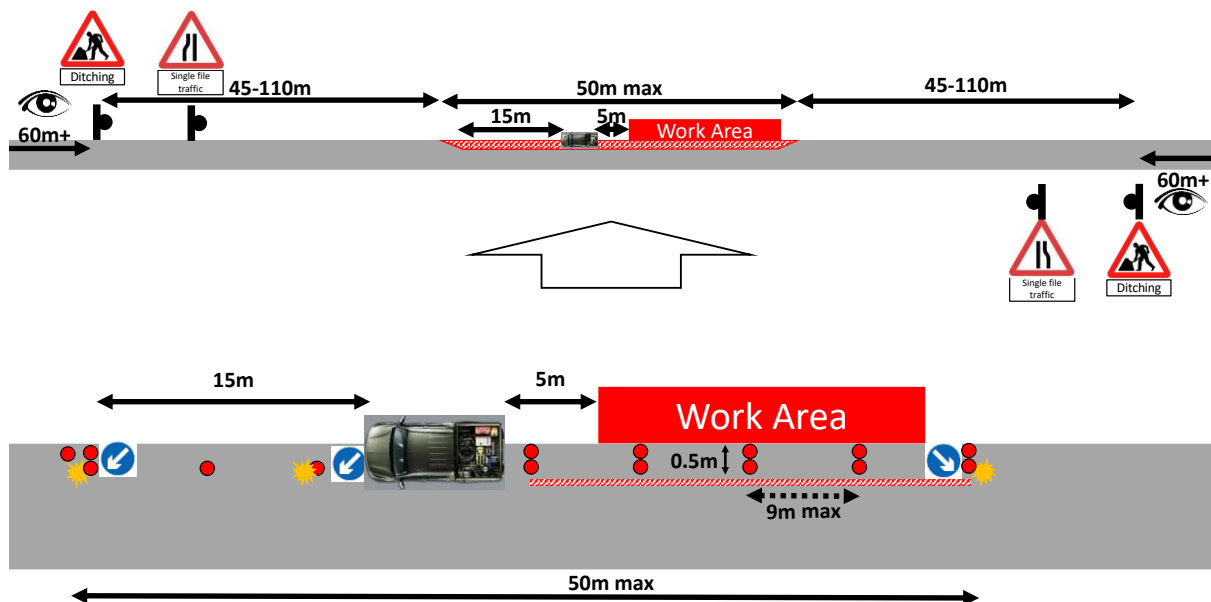 Ditching
Single file
traffic
45-110m
50m max
45-110m
60m+
15m
5m
Work Area
60m+
Single file
traffic
Ditching
15m
5m
Work Area
0.5m
9m max
50m max